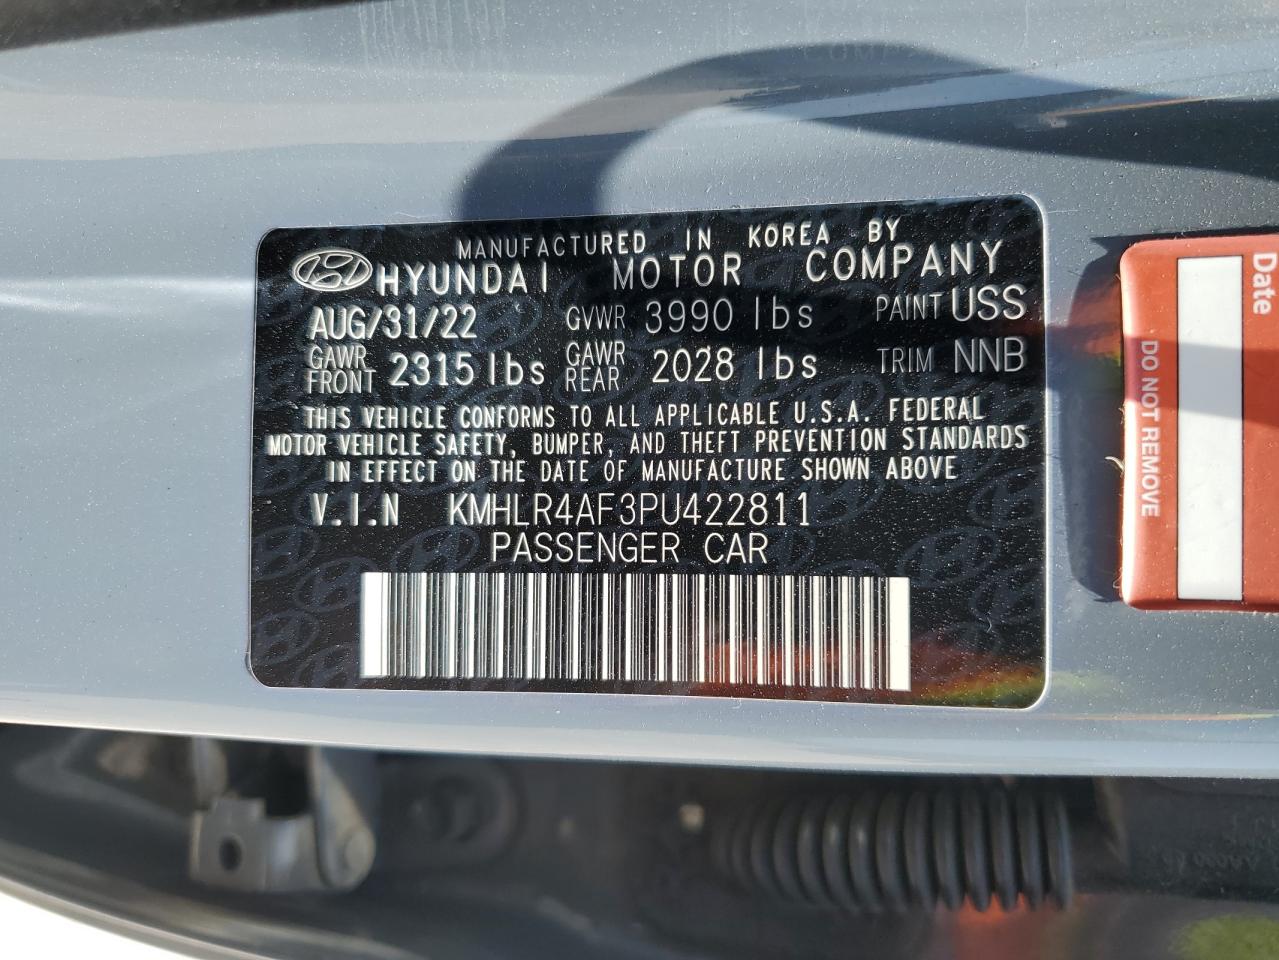 MANUFACTURED IN KOREA BY
HYUNDAI MOTOR COMPANY
AUG/31/22 GVWR 3990 lbs PAINT USS
GAWR FRONT 2315 lbs GAWR REAR 2028 lbs TRIM NNB
THIS VEHICLE CONFORMS TO ALL APPLICABLE U.S.A. FEDERAL
MOTOR VEHICLE SAFETY, BUMPER, AND THEFT PREVENTION STANDARDS
IN EFFECT ON THE DATE OF MANUFACTURE SHOWN ABOVE
V.I.N KMHLR4AF3PU422811
PASSENGER CAR
Date
DO NOT REMOVE